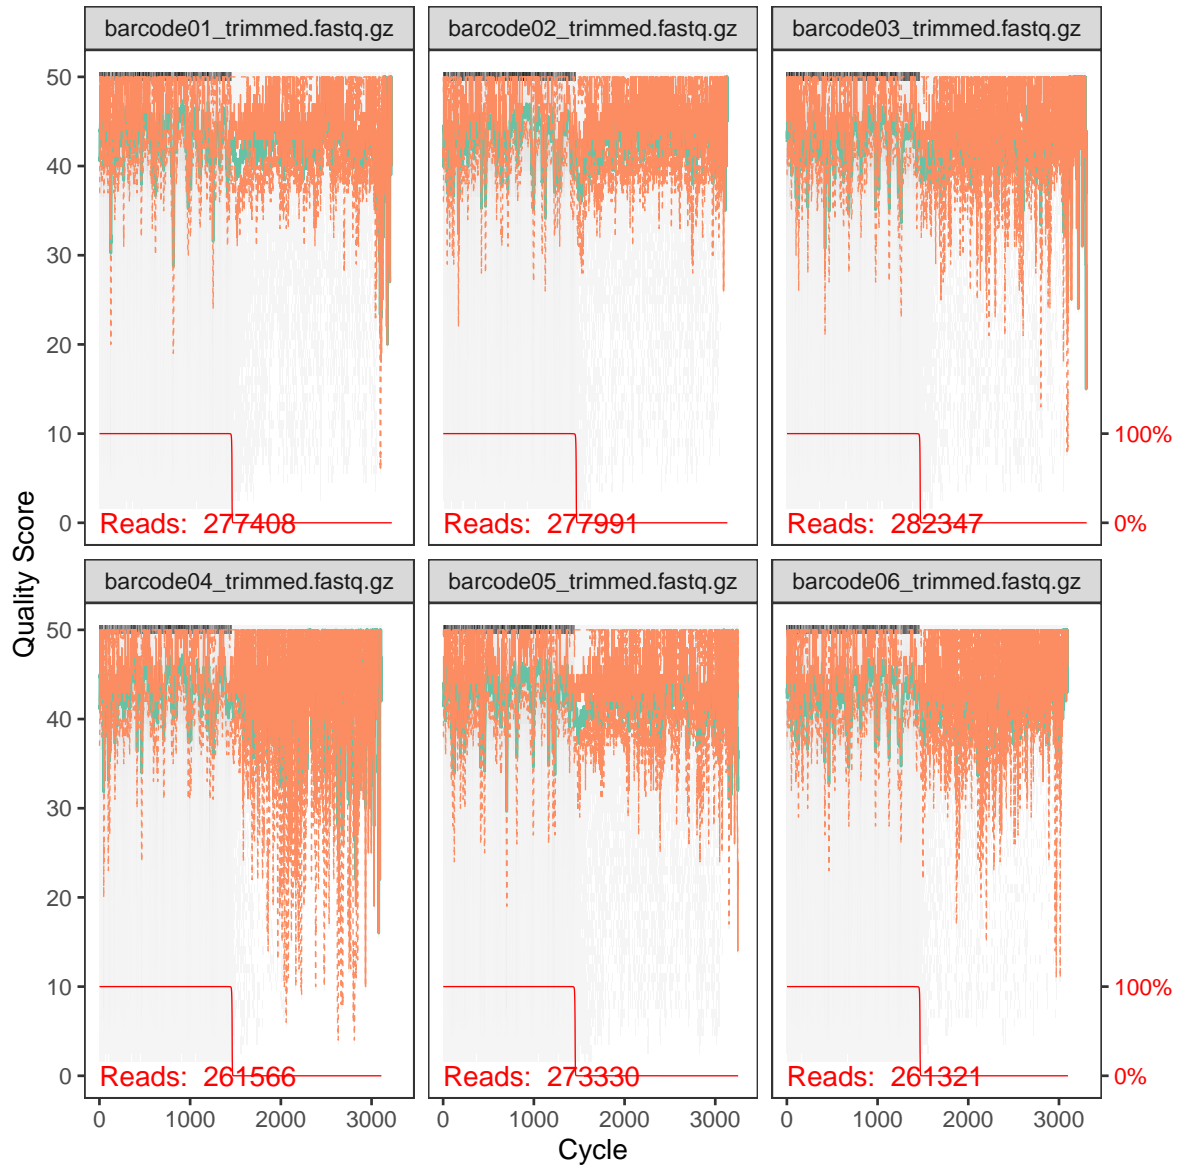 barcode01_trimmed.fastq.gz barcode02_trimmed.fastq.gz barcode03_trimmed.fastq.gz
50
40
30
20
10 100%
0 Reads: 277408 Reads: 277991 Reads: 282347 0%
Quality Score
barcode04_trimmed.fastq.gz barcode05_trimmed.fastq.gz barcode06_trimmed.fastq.gz
50
40
30
20
10 100%
0 Reads: 261566 Reads: 273330 Reads: 261321 0%
0 1000 2000 3000 0 1000 2000 3000 0 1000 2000 3000
Cycle